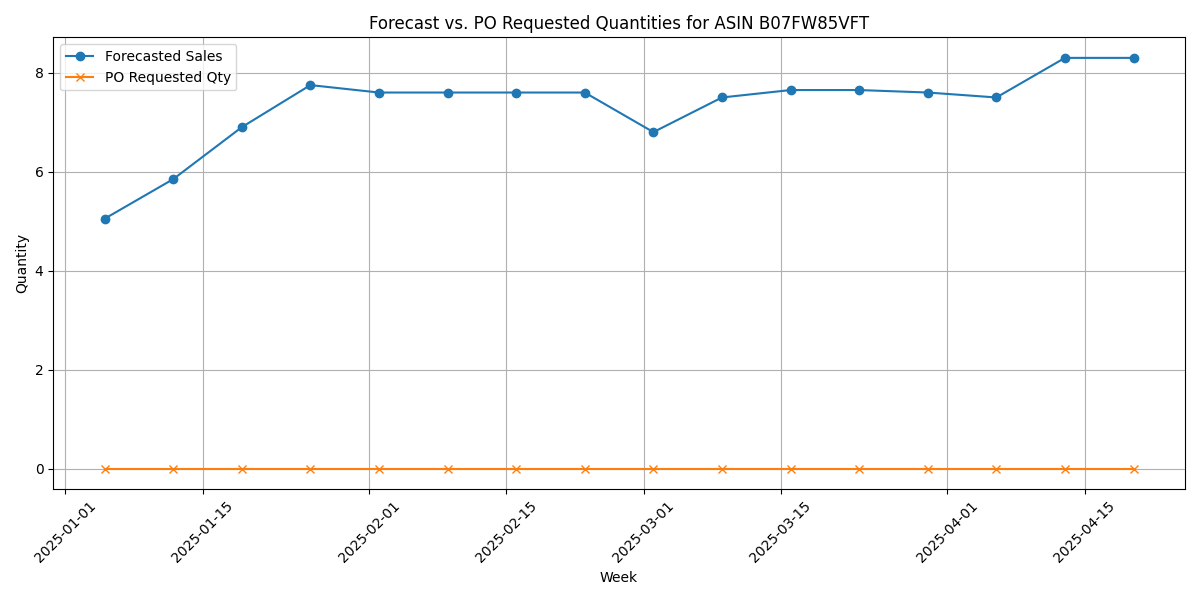 Forecast vs. PO Requested Quantities for ASIN B07FW85VFT
Forecasted Sales
PO Requested Qty
Quantity
8
6
4
2
0
2025-01-01
2025-01-15
2025-02-01
2025-02-15
2025-03-01
2025-03-15
2025-04-01
2025-04-15
Week